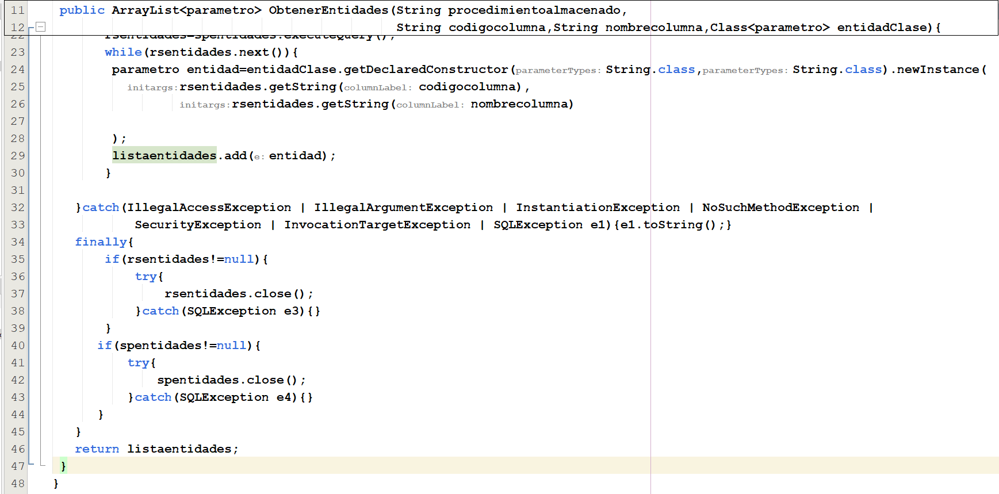 11 public ArrayList<parametro> ObtenerEntidades(String procedimientoalmacenado,
12 String codigocolumna,String nombrecolumna,Class<parametro> entidadClase){
22 rsentidades=spentidades.executeQuery();
23 while(rsentidades.next()){
24 parametro entidad=entidadClase.getDeclaredConstructor(parameterTypes: String.class,parameterTypes: String.class).newInstance(
25 initargs:rsentidades.getString(columnLabel: codigocolumna),
26 initargs:rsentidades.getString(columnLabel: nombrecolumna)
27
28 );
29 listaentidades.add(e: entidad);
30 }
31
32 }catch(IllegalAccessException | IllegalArgumentException | InstantiationException | NoSuchMethodException |
33 SecurityException | InvocationTargetException | SQLException e1){e1.toString();}
34 finally{
35 if(rsentidades!=null){
36 try{
37 rsentidades.close();
38 }catch(SQLException e3){}
39 }
40 if(spentidades!=null){
41 try{
42 spentidades.close();
43 }catch(SQLException e4){}
44 }
45 }
46 return listaentidades;
47 }
48 }